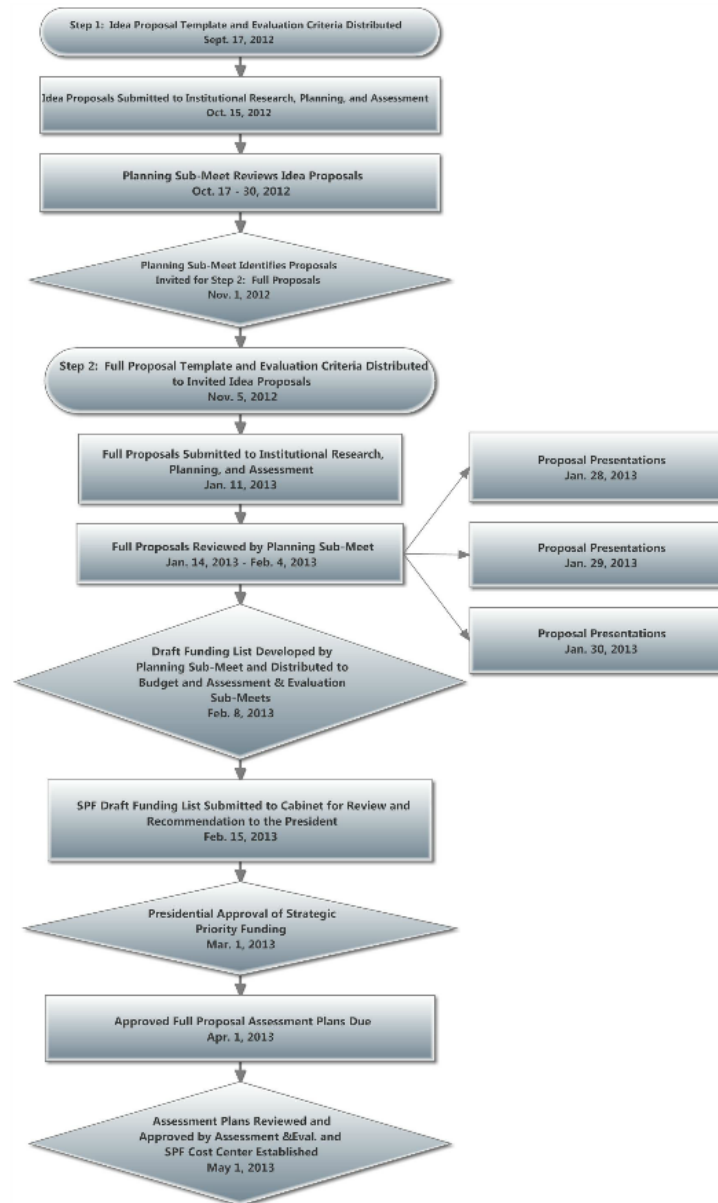 Step 1: Idea Proposal Template and Evaluation Criteria Distributed
Sept. 17, 2012
Idea Proposals Submitted to Institutional Research, Planning, and Assessment
Oct. 15, 2012
Planning Sub-Meet Reviews Idea Proposals
Oct. 17 - 30, 2012
Planning Sub-Meet Identifies Proposals
Invited for Step 2: Full Proposals
Nov. 1, 2012
Step 2: Full Proposal Template and Evaluation Criteria Distributed
to Invited Idea Proposals
Nov. 5, 2012
Full Proposals Submitted to Institutional Research,
Planning, and Assessment
Jan. 11, 2013
Full Proposals Reviewed by Planning Sub-Meet
Jan. 14, 2013 - Feb. 4, 2013
Proposal Presentations
Jan. 28, 2013
Proposal Presentations
Jan. 29, 2013
Proposal Presentations
Jan. 30, 2013
Draft Funding List Developed by
Planning Sub-Meet and Distributed to
Budget and Assessment & Evaluation
Sub-Meets
Feb. 8, 2013
SPF Draft Funding List Submitted to Cabinet for Review and
Recommendation to the President
Feb. 15, 2013
Presidential Approval of Strategic
Priority Funding
Mar. 1, 2013
Approved Full Proposal Assessment Plans Due
Apr. 1, 2013
Assessment Plans Reviewed and
Approved by Assessment &Eval. and
SPF Cost Center Established
May 1, 2013